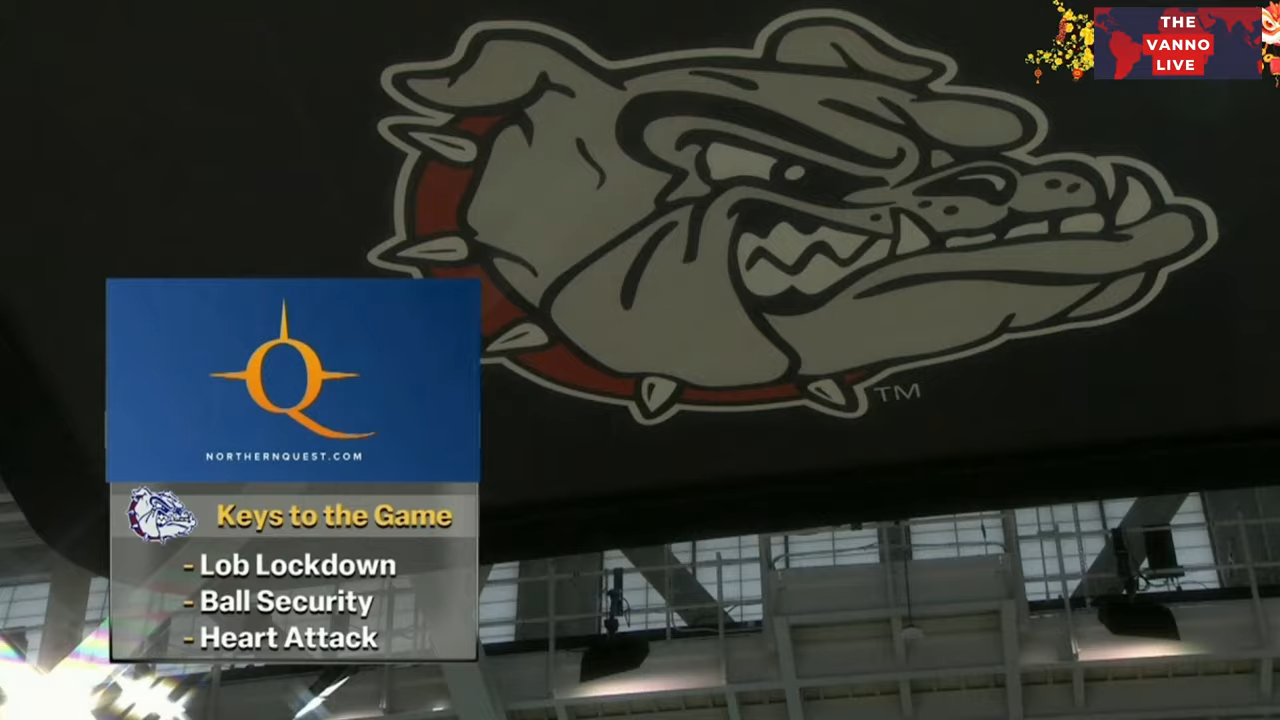 THE
VANNO
LIVE
TM
NORTHERNQUEST.COM
Keys to the Game
- Lob Lockdown
- Ball Security
- Heart Attack